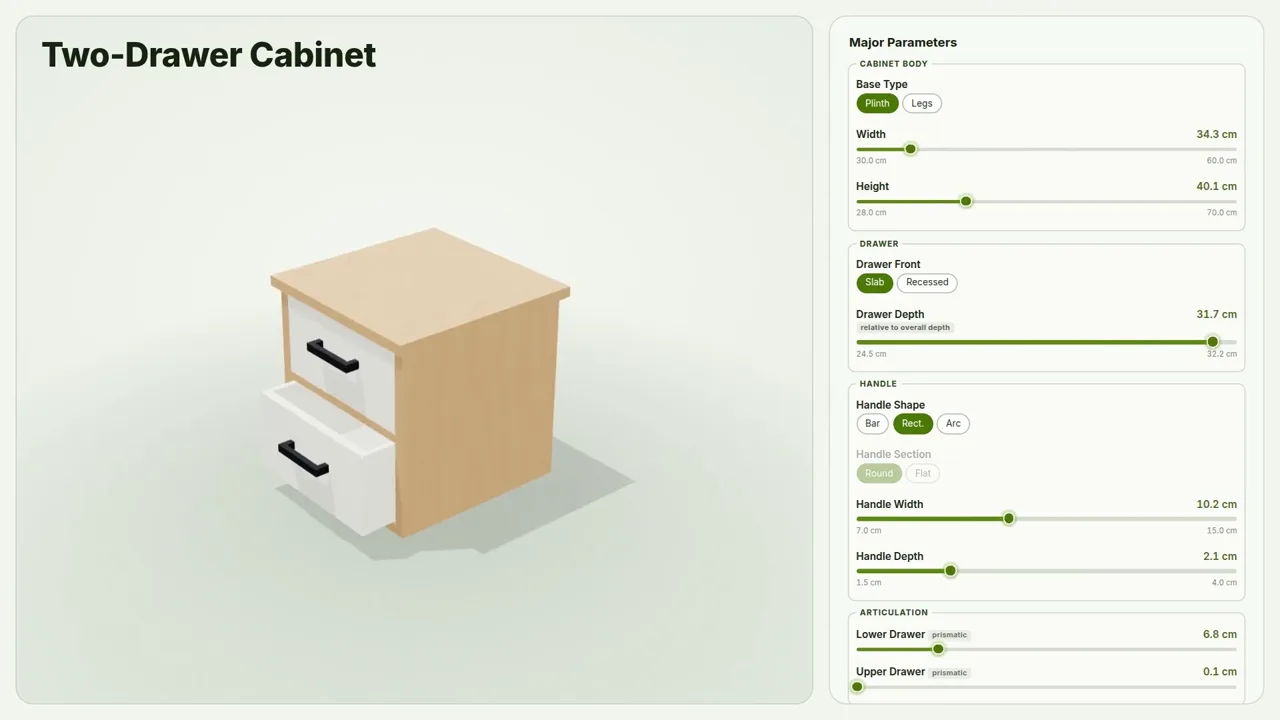 Two-Drawer Cabinet
Major Parameters
CABINET BODY
Base Type
Plinth Legs
Width 34.3 cm
30.0 cm 60.0 cm
Height 40.1 cm
28.0 cm 70.0 cm
DRAWER
Drawer Front
Slab Recessed
Drawer Depth 31.7 cm
relative to overall depth
24.5 cm 32.2 cm
HANDLE
Handle Shape
Bar Rect. Arc
Handle Section
Round Flat
Handle Width 10.2 cm
7.0 cm 15.0 cm
Handle Depth 2.1 cm
1.5 cm 4.0 cm
ARTICULATION
Lower Drawer prismatic 6.8 cm
Upper Drawer prismatic 0.1 cm